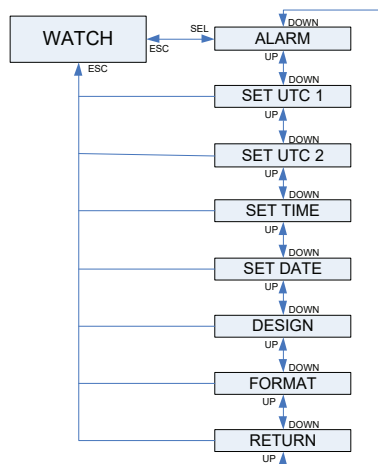 DOWN
WATCH
SEL
ESC
ALARM
ESC
UP
DOWN
SET UTC 1
UP
DOWN
SET UTC 2
UP
DOWN
SET TIME
UP
DOWN
SET DATE
UP
DOWN
DESIGN
UP
DOWN
FORMAT
UP
DOWN
RETURN
UP